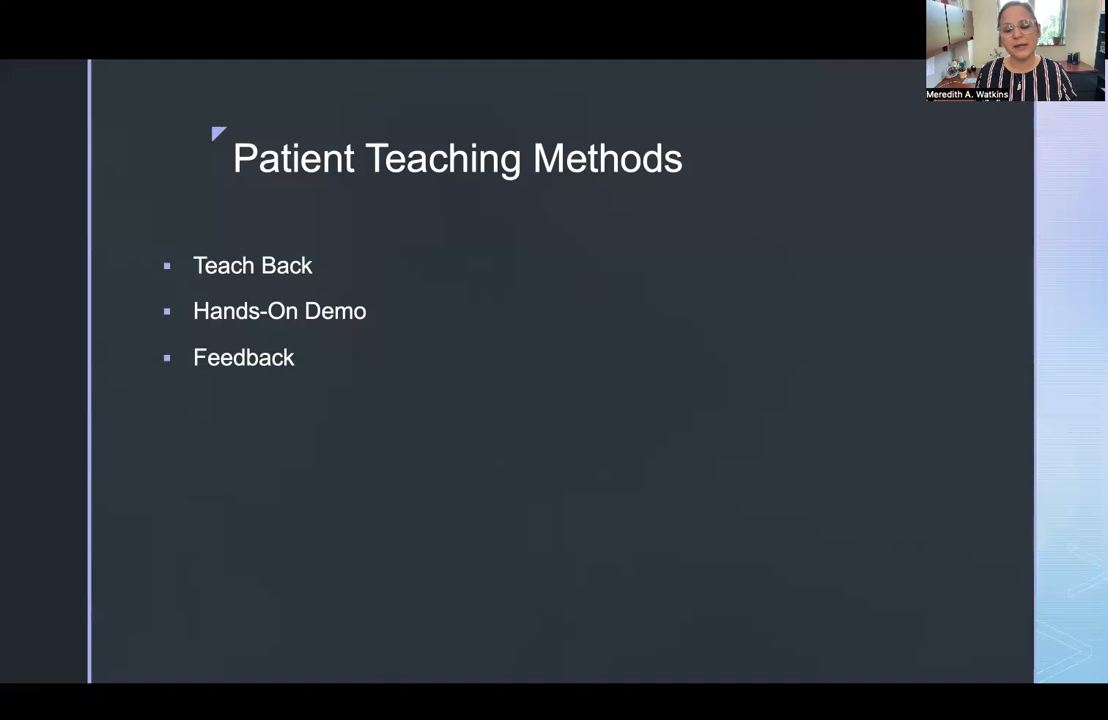 Meredith A. Watkins
Patient Teaching Methods
Teach Back
Hands-On Demo
Feedback